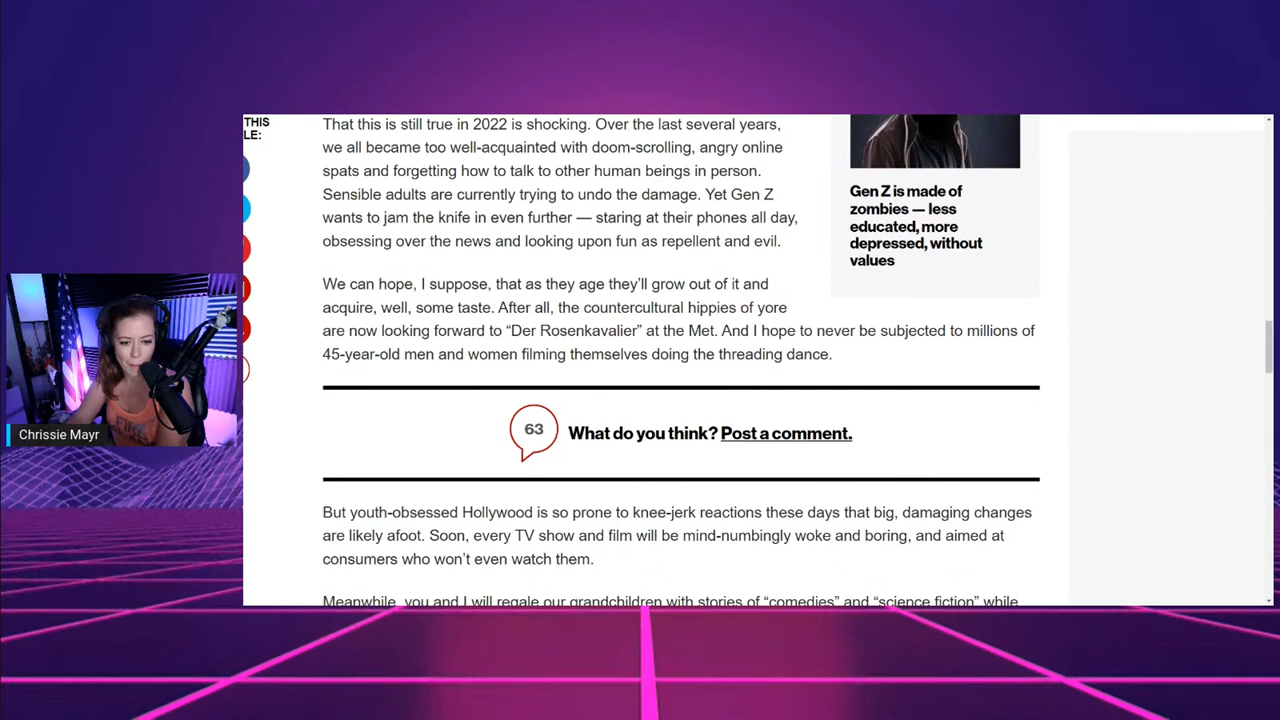 THIS
LE:
That this is still true in 2022 is shocking. Over the last several years,
we all became too well-acquainted with doom-scrolling, angry online
spats and forgetting how to talk to other human beings in person.
Sensible adults are currently trying to undo the damage. Yet Gen Z
wants to jam the knife in even further — staring at their phones all day,
obsessing over the news and looking upon fun as repellent and evil.
Gen Z is made of
zombies — less
educated, more
depressed, without
values
We can hope, I suppose, that as they age they’ll grow out of it and
acquire, well, some taste. After all, the countercultural hippies of yore
are now looking forward to “Der Rosenkavalier” at the Met. And I hope to never be subjected to millions of
45-year-old men and women filming themselves doing the threading dance.
63
What do you think? Post a comment.
Chrissie Mayr
But youth-obsessed Hollywood is so prone to knee-jerk reactions these days that big, damaging changes
are likely afoot. Soon, every TV show and film will be mind-numbingly woke and boring, and aimed at
consumers who won’t even watch them.
Meanwhile, you and I will regale our grandchildren with stories of “comedies” and “science fiction” while